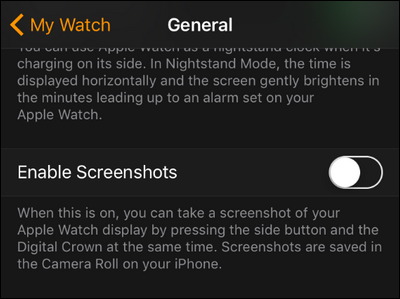 My Watch General
You can use Apple Watch as a nightstand clock when it's
charging on its side. In Nightstand Mode, the time is
displayed horizontally and the screen gently brightens in
the minutes leading up to an alarm set on your
Apple Watch.
Enable Screenshots
When this is on, you can take a screenshot of your
Apple Watch display by pressing the side button and the
Digital Crown at the same time. Screenshots are saved in
the Camera Roll on your iPhone.